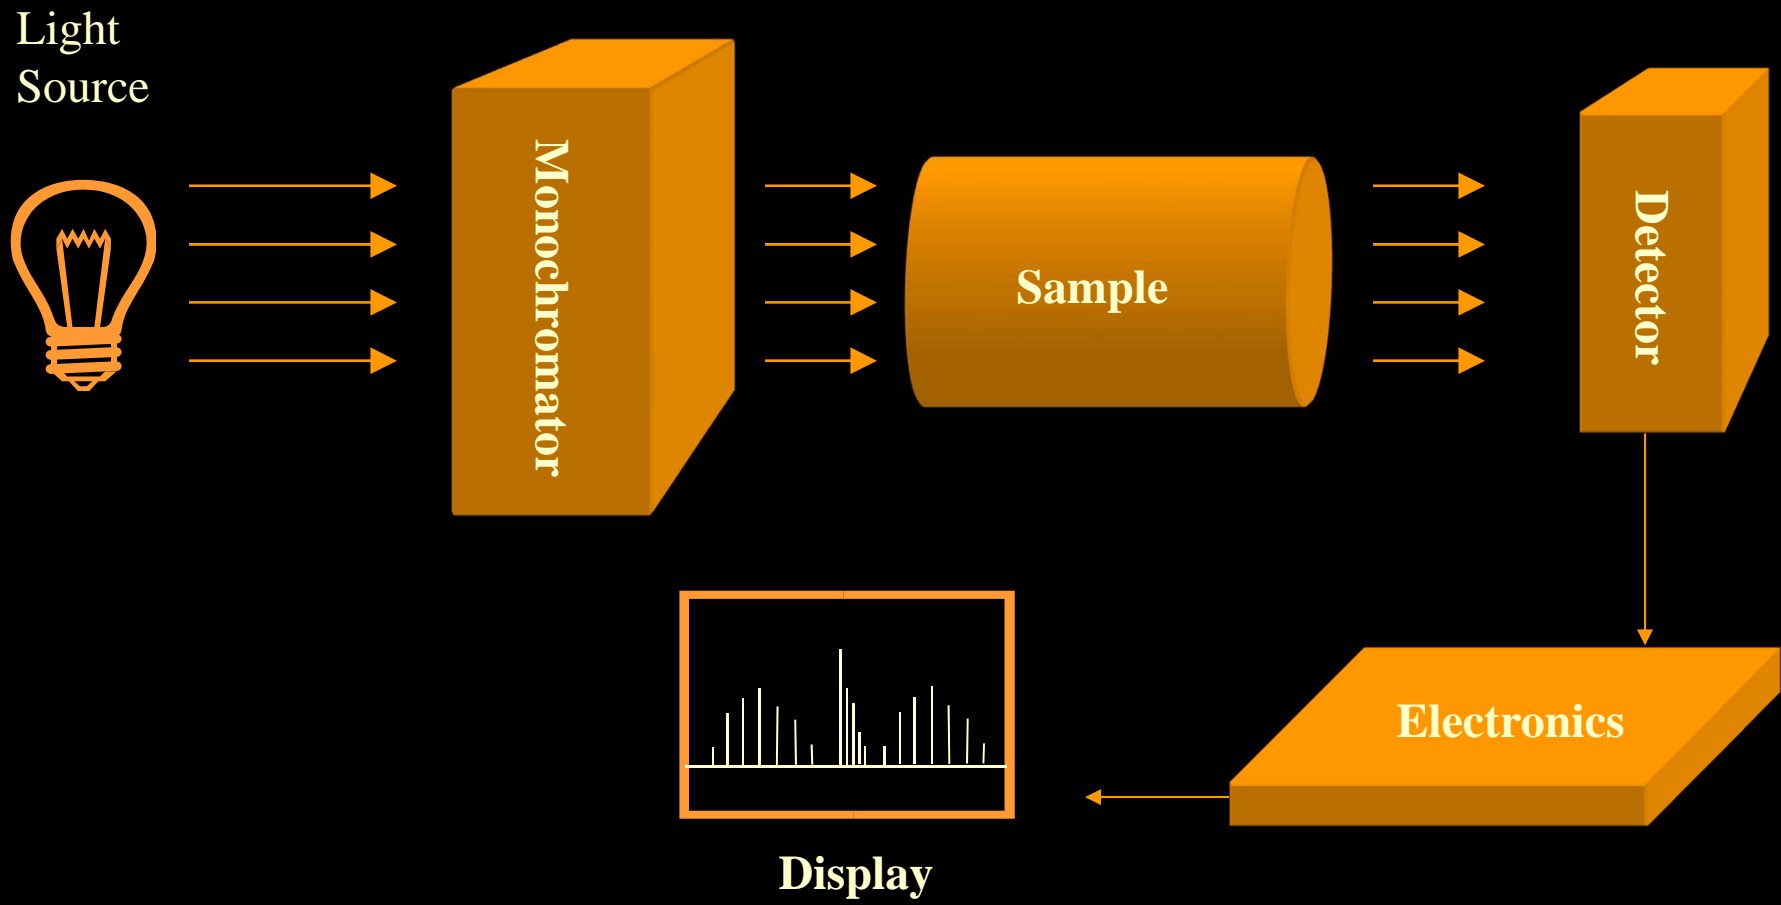 Light
Source
Monochromator
Sample
Detector
Electronics
Display